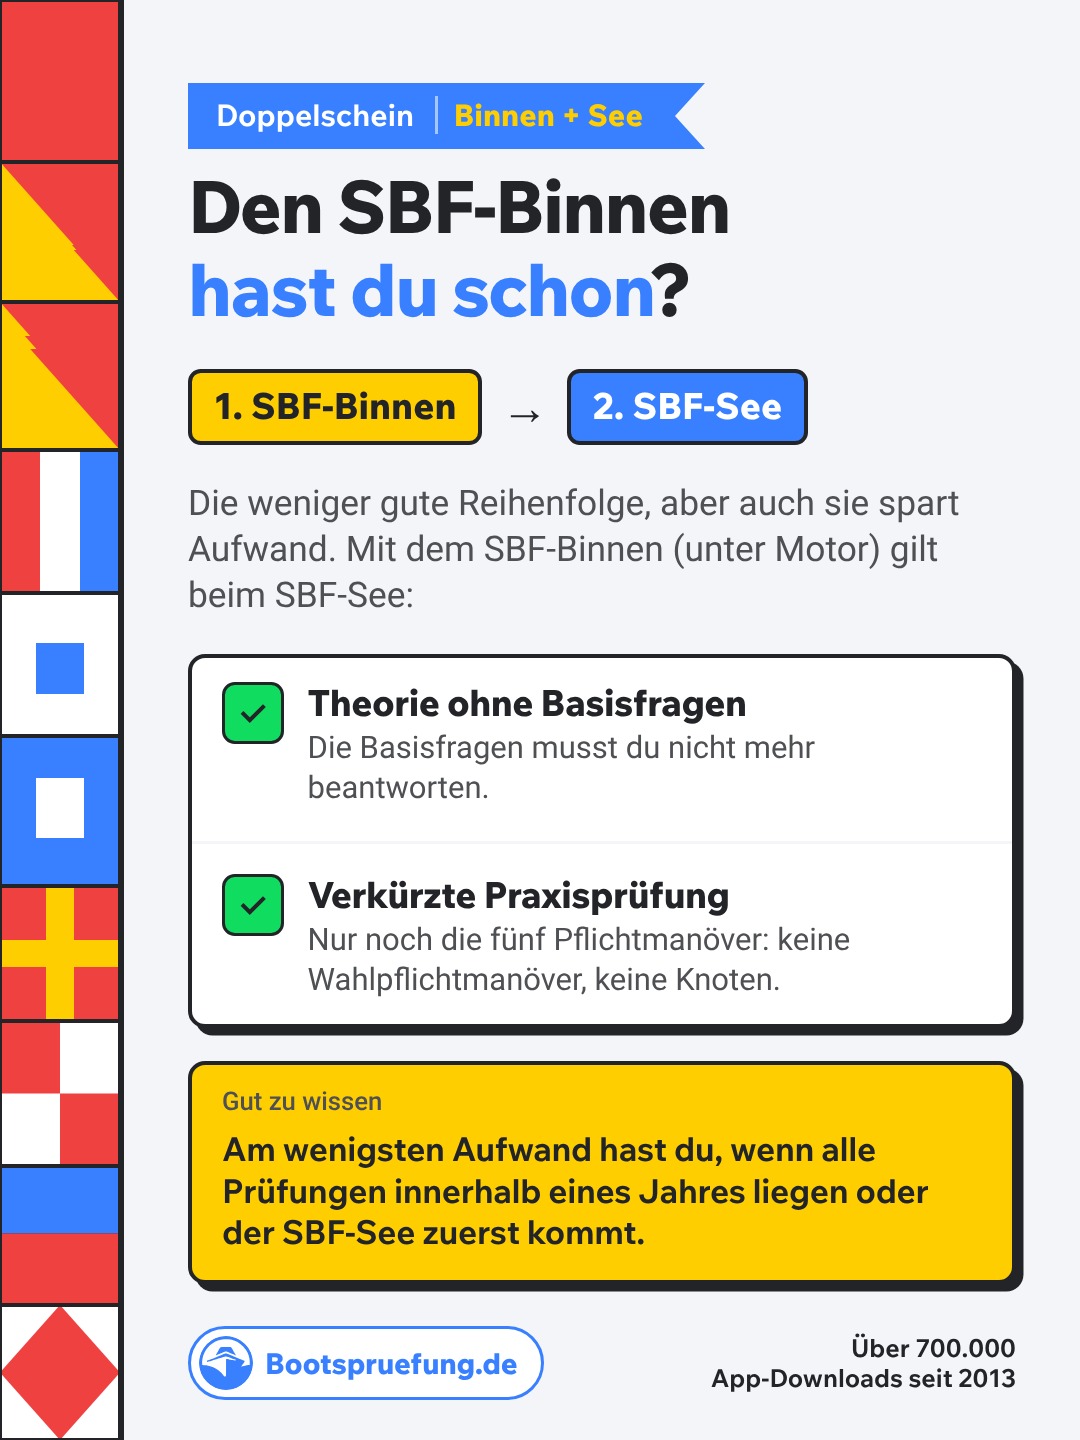 Doppelschein | Binnen + See
Den SBF-Binnen
hast du schon?
1. SBF-Binnen → 2. SBF-See
Die weniger gute Reihenfolge, aber auch sie spart
Aufwand. Mit dem SBF-Binnen (unter Motor) gilt
beim SBF-See:
Theorie ohne Basisfragen
Die Basisfragen musst du nicht mehr
beantworten.
Verkürzte Praxisprüfung
Nur noch die fünf Pflichtmanöver: keine
Wahlpflichtmanöver, keine Knoten.
Gut zu wissen
Am wenigsten Aufwand hast du, wenn alle
Prüfungen innerhalb eines Jahres liegen oder
der SBF-See zuerst kommt.
Bootspruefung.de
Über 700.000
App-Downloads seit 2013